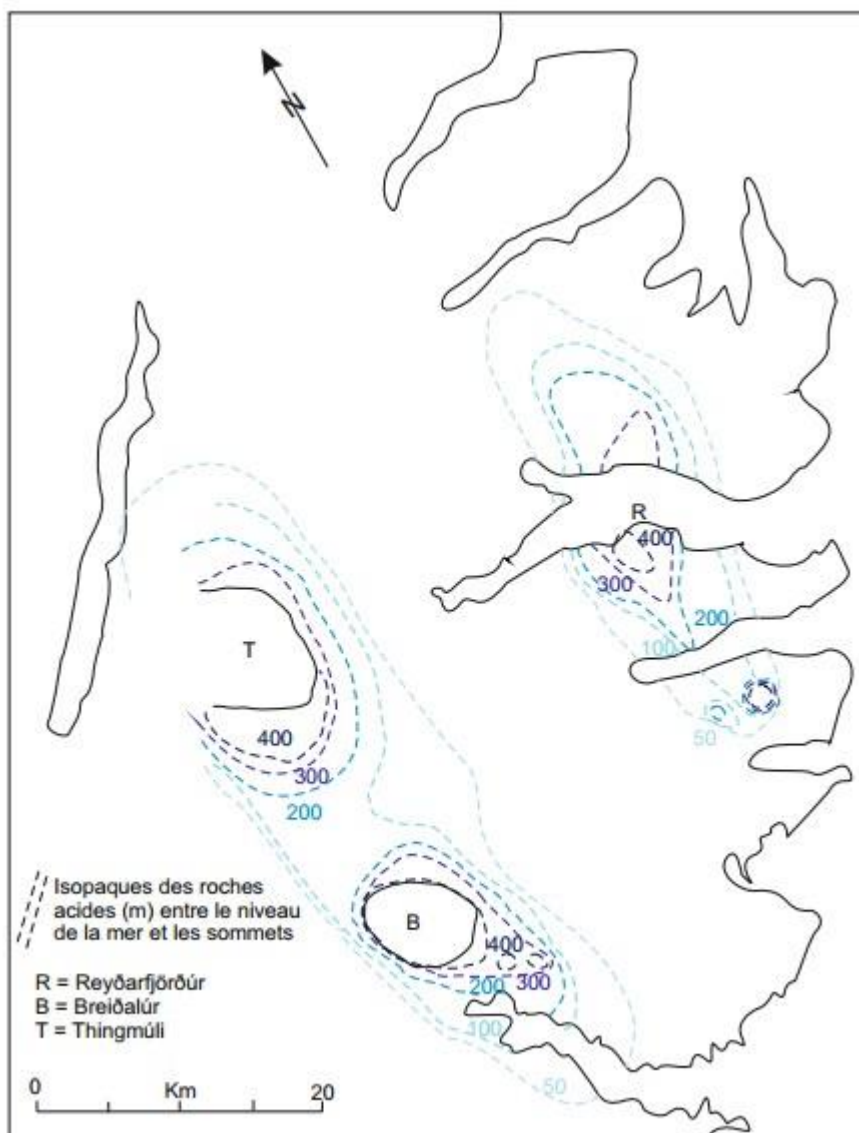 N
R
400
300
200
100
50
T
400
300
200
B
400
300
200
100
50
Isopaques des roches
acides (m) entre le niveau
de la mer et les sommets
R = Reyðarfjörðúr
B = Breiðalúr
T = Thingmúli
0 Km 20